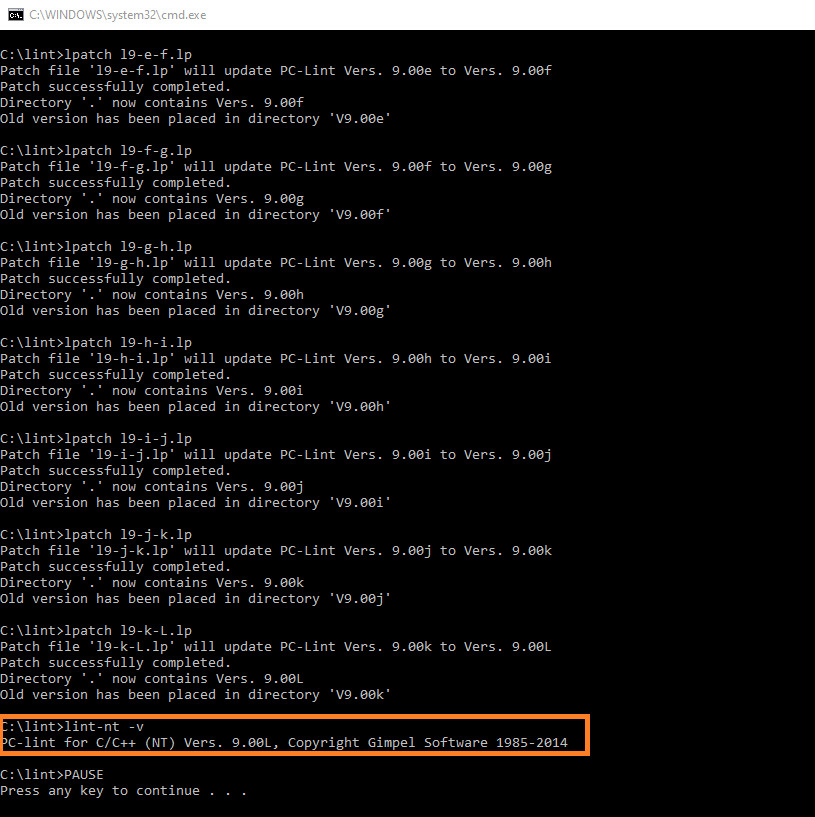 C:\WINDOWS\system32\cmd.exe
C:\lint>lpatch l9-e-f.lp
Patch file 'l9-e-f.lp' will update PC-Lint Vers. 9.00e to Vers. 9.00f
Patch successfully completed.
Directory '.' now contains Vers. 9.00f
Old version has been placed in directory 'V9.00e'
C:\lint>lpatch l9-f-g.lp
Patch file 'l9-f-g.lp' will update PC-Lint Vers. 9.00f to Vers. 9.00g
Patch successfully completed.
Directory '.' now contains Vers. 9.00g
Old version has been placed in directory 'V9.00f'
C:\lint>lpatch l9-g-h.lp
Patch file 'l9-g-h.lp' will update PC-Lint Vers. 9.00g to Vers. 9.00h
Patch successfully completed.
Directory '.' now contains Vers. 9.00h
Old version has been placed in directory 'V9.00g'
C:\lint>lpatch l9-h-i.lp
Patch file 'l9-h-i.lp' will update PC-Lint Vers. 9.00h to Vers. 9.00i
Patch successfully completed.
Directory '.' now contains Vers. 9.00i
Old version has been placed in directory 'V9.00h'
C:\lint>lpatch l9-i-j.lp
Patch file 'l9-i-j.lp' will update PC-Lint Vers. 9.00i to Vers. 9.00j
Patch successfully completed.
Directory '.' now contains Vers. 9.00j
Old version has been placed in directory 'V9.00i'
C:\lint>lpatch l9-j-k.lp
Patch file 'l9-j-k.lp' will update PC-Lint Vers. 9.00j to Vers. 9.00k
Patch successfully completed.
Directory '.' now contains Vers. 9.00k
Old version has been placed in directory 'V9.00j'
C:\lint>lpatch l9-k-L.lp
Patch file 'l9-k-L.lp' will update PC-Lint Vers. 9.00k to Vers. 9.00L
Patch successfully completed.
Directory '.' now contains Vers. 9.00L
Old version has been placed in directory 'V9.00k'
C:\lint>lint-nt -v
PC-lint for C/C++ (NT) Vers. 9.00L, Copyright Gimpel Software 1985-2014
C:\lint>PAUSE
Press any key to continue . . .